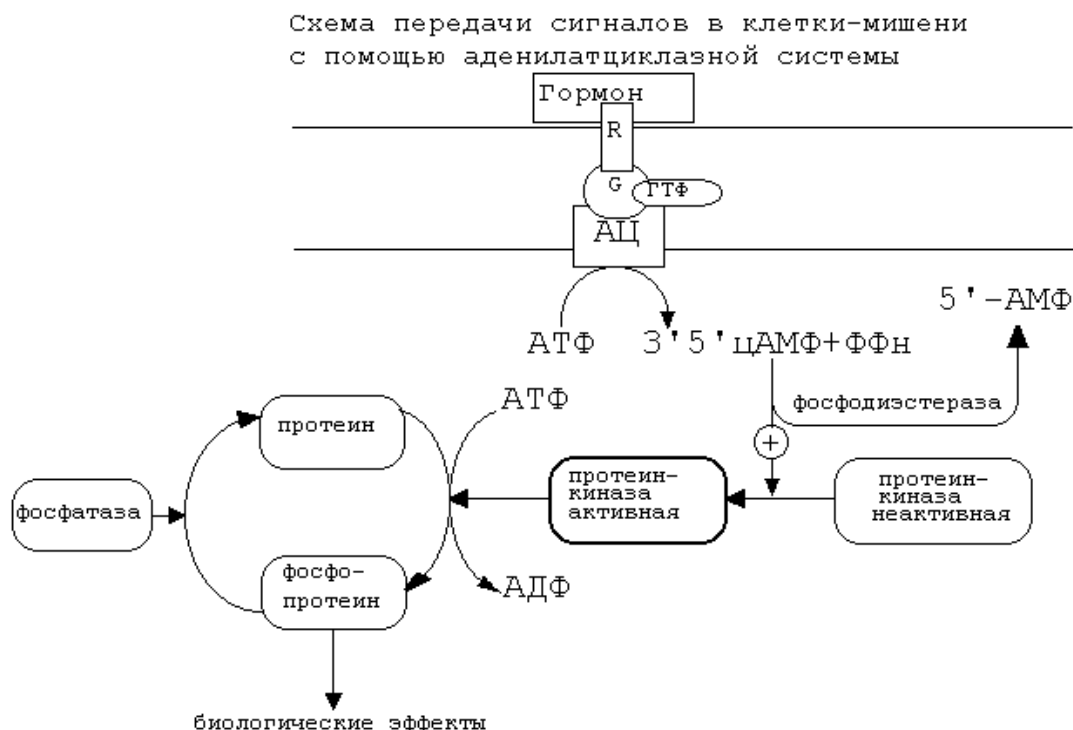 Схема передачи сигналов в клетки-мишени
с помощью аденилатциклазной системы
Гормон
R
G
ГТФ
АЦ
5'-АМФ
АТФ
3'5'цАМФ+ФФн
АТФ
фосфодиэстераза
протеин
+
протеин-
киназа
активная
протеин-
киназа
неактивная
фосфатаза
фосфо-
протеин
АДФ
биологические эффекты